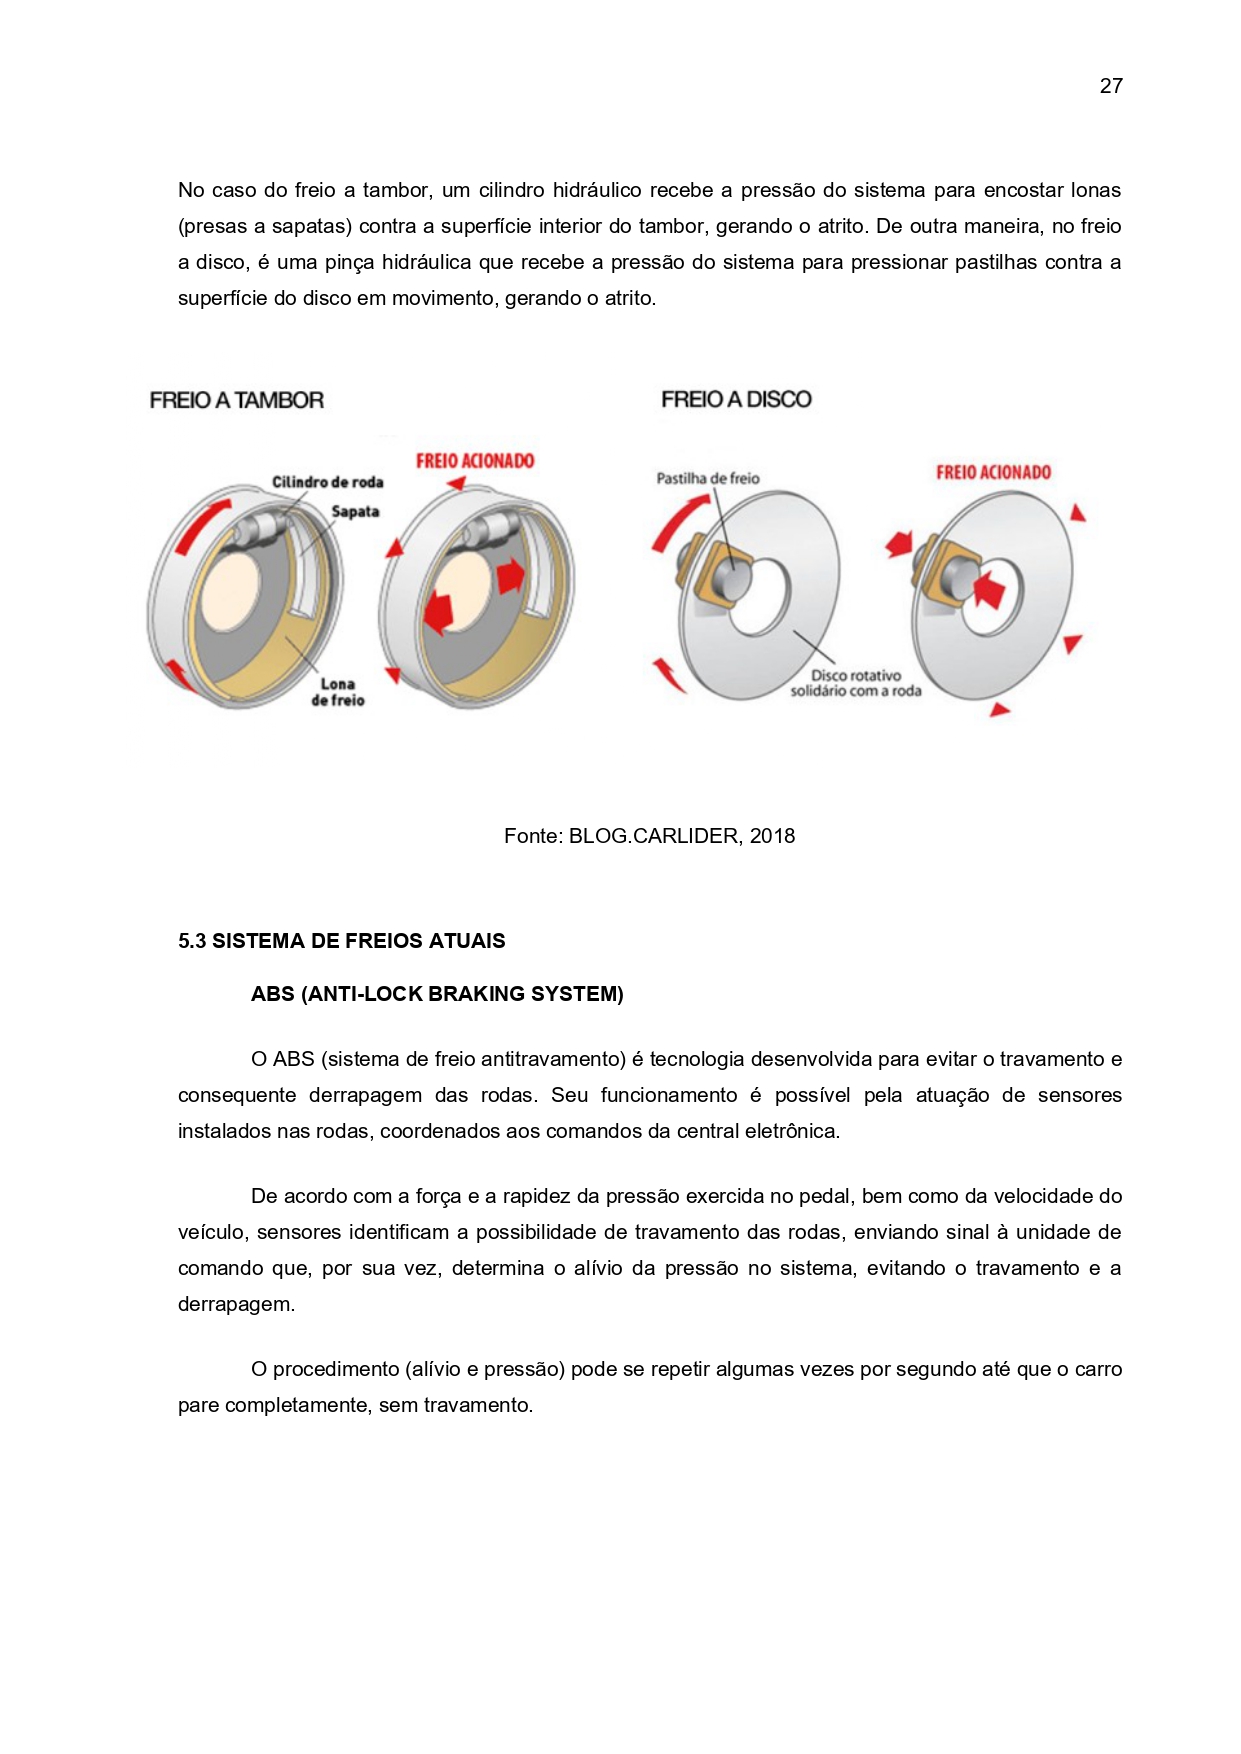 27
No caso do freio a tambor, um cilindro hidráulico recebe a pressão do sistema para encostar lonas
(presas a sapatas) contra a superfície interior do tambor, gerando o atrito. De outra maneira, no freio
a disco, é uma pinça hidráulica que recebe a pressão do sistema para pressionar pastilhas contra a
superfície do disco em movimento, gerando o atrito.
FREIO A TAMBOR
FREIO ACIONADO
Cilindro de roda
Sapata
Lona
de freio
FREIO A DISCO
FREIO ACIONADO
Pastilha de freio
Disco rotativo
solidário com a roda
Fonte: BLOG.CARLIDER, 2018
5.3 SISTEMA DE FREIOS ATUAIS
ABS (ANTI-LOCK BRAKING SYSTEM)
O ABS (sistema de freio antitravamento) é tecnologia desenvolvida para evitar o travamento e
consequente derrapagem das rodas. Seu funcionamento é possível pela atuação de sensores
instalados nas rodas, coordenados aos comandos da central eletrônica.
De acordo com a força e a rapidez da pressão exercida no pedal, bem como da velocidade do
veículo, sensores identificam a possibilidade de travamento das rodas, enviando sinal à unidade de
comando que, por sua vez, determina o alívio da pressão no sistema, evitando o travamento e a
derrapagem.
O procedimento (alívio e pressão) pode se repetir algumas vezes por segundo até que o carro
pare completamente, sem travamento.